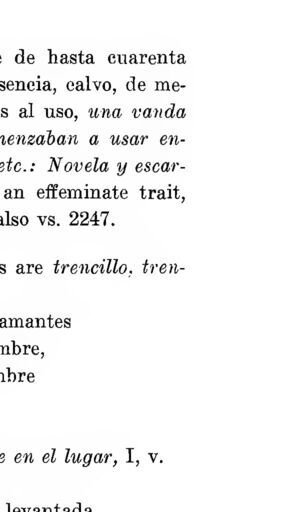 de hasta cuarenta
sencia, calvo, de me-
s al uso, una vanda
menzaban a usar en-
etc.: Novela y escar-
an effeminate trait,
also vs. 2247.
s are trencillo, tren-
amantes
mbre,
mbre
e en el lugar, I, v.
levantada